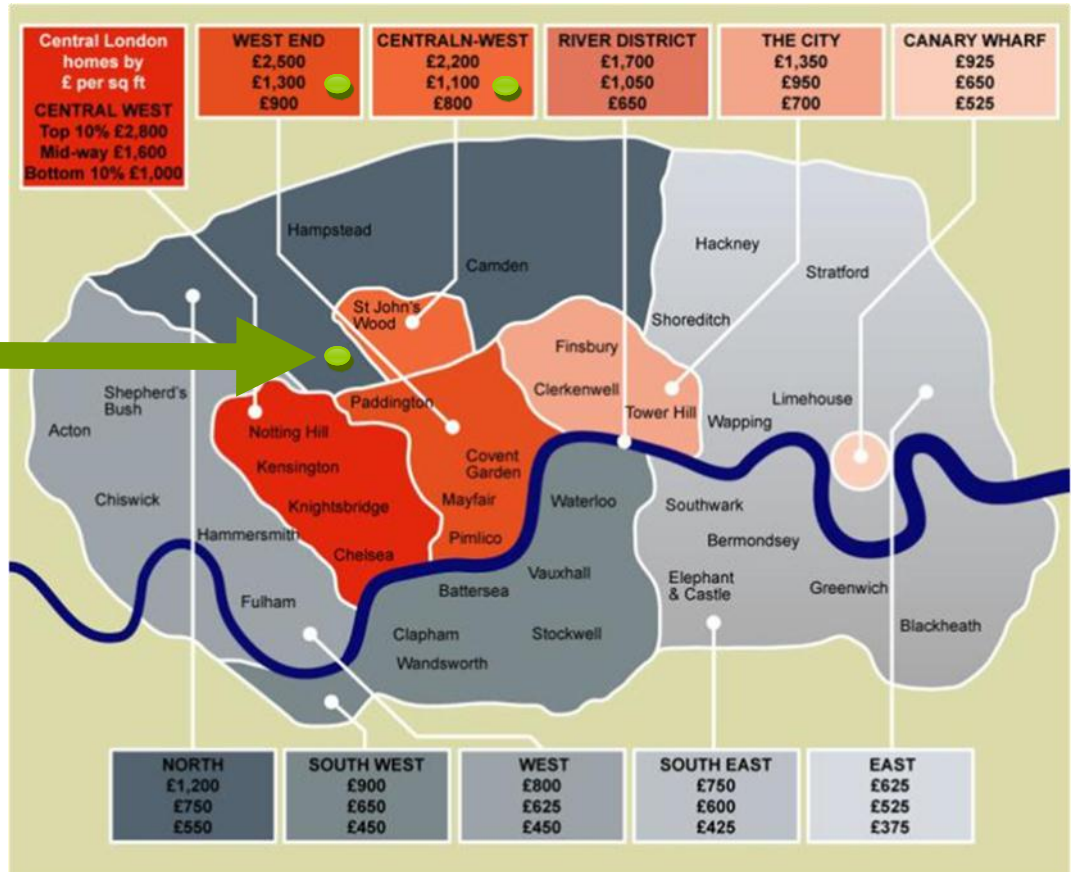 Central London
homes by
£ per sq ft
CENTRAL WEST
Top 10% £2,800
Mid-way £1,600
Bottom 10% £1,000
WEST END
£2,500
£1,300
£900
CENTRALN-WEST
£2,200
£1,100
£800
RIVER DISTRICT
£1,700
£1,050
£650
THE CITY
£1,350
£950
£700
CANARY WHARF
£925
£650
£525
Hampstead
Camden
Hackney
Stratford
St John's
Wood
Shoreditch
Finsbury
Shepherd's
Bush
Clerkenwell
Paddington
Tower Hill
Limehouse
Wapping
Acton
Notting Hill
Covent
Garden
Kensington
Chiswick
Knightsbridge
Mayfair
Waterloo
Southwark
Hammersmith
Chelsea
Pimlico
Bermondsey
Vauxhall
Elephant
& Castle
Greenwich
Battersea
Fulham
Blackheath
Clapham
Stockwell
Wandsworth
NORTH
£1,200
£750
£550
SOUTH WEST
£900
£650
£450
WEST
£800
£625
£450
SOUTH EAST
£750
£600
£425
EAST
£625
£525
£375